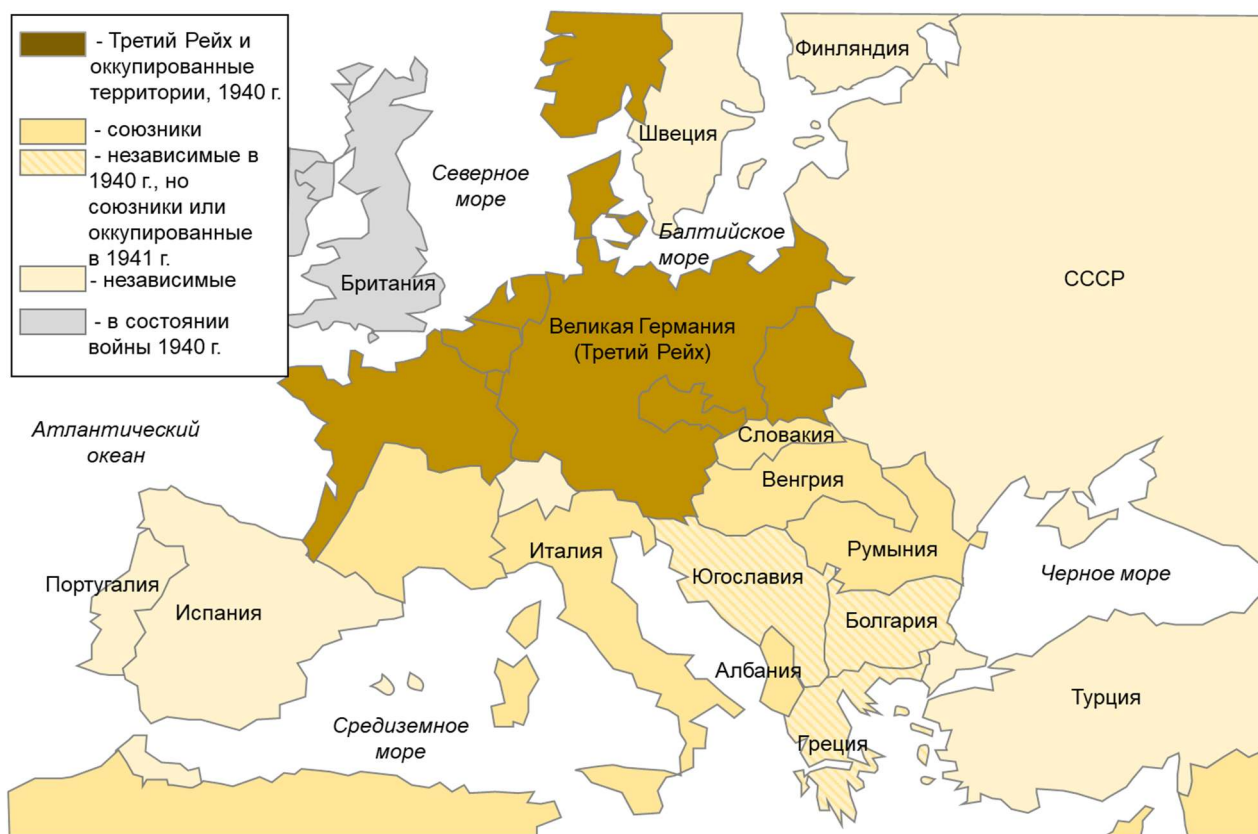 - Третий Рейх и
оккупированные
территории, 1940 г.
- союзники
- независимые в
1940 г., но
союзники или
оккупированные
в 1941 г.
- независимые
- в состоянии
войны 1940 г.
Финляндия
Швеция
Северное
море
Балтийское
море
СССР
Британия
Великая Германия
(Третий Рейх)
Атлантический
океан
Словакия
Венгрия
Италия
Румыния
Югославия
Черное море
Португалия
Испания
Болгария
Албания
Турция
Средиземное
море
Греция